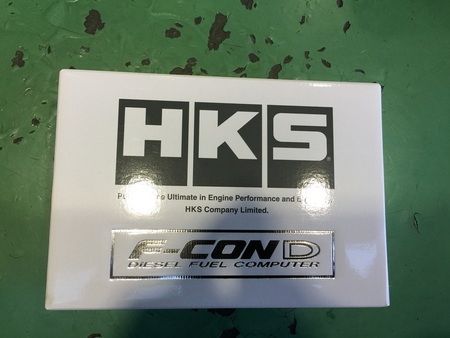 HKS
Ultimate in Engine Performance and
HKS Company Limited.
F-CON D
DIESEL FUEL COMPUTER